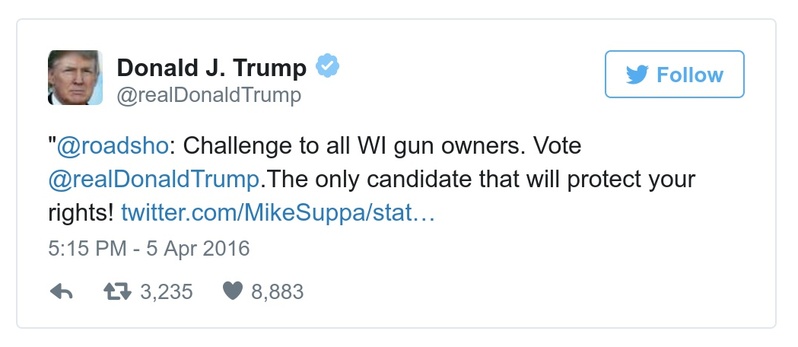 Donald J. Trump
@realDonaldTrump
Follow
"@roadsho: Challenge to all WI gun owners. Vote
@realDonaldTrump.The only candidate that will protect your
rights! twitter.com/MikeSuppa/stat…
5:15 PM - 5 Apr 2016
3,235 8,883